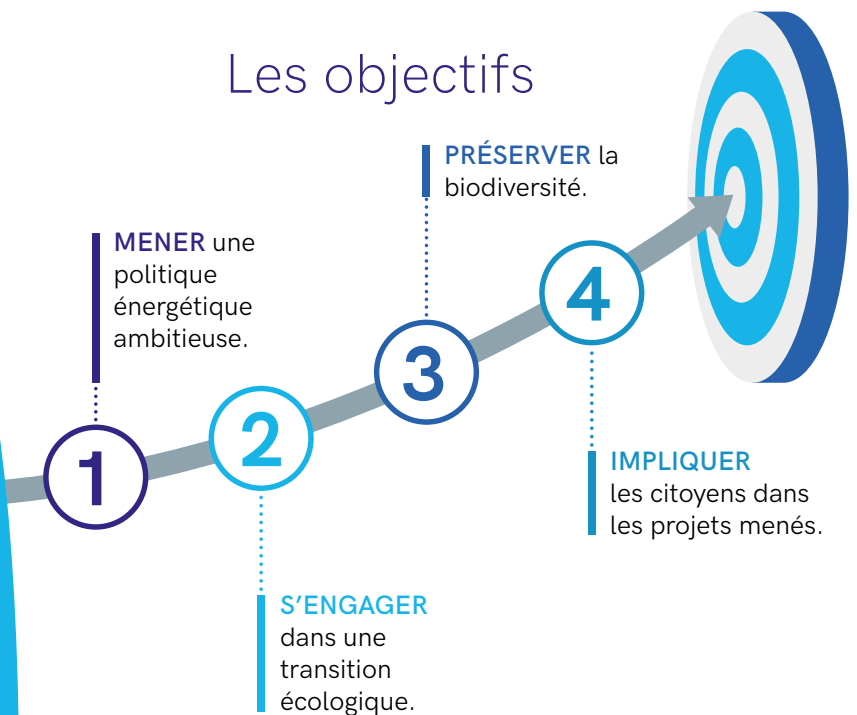 Les objectifs
1
MENER une
politique
énergétique
ambitieuse.
2
S’ENGAGER
dans une
transition
écologique.
3
PRÉSERVER la
biodiversité.
4
IMPLIQUER
les citoyens dans
les projets menés.